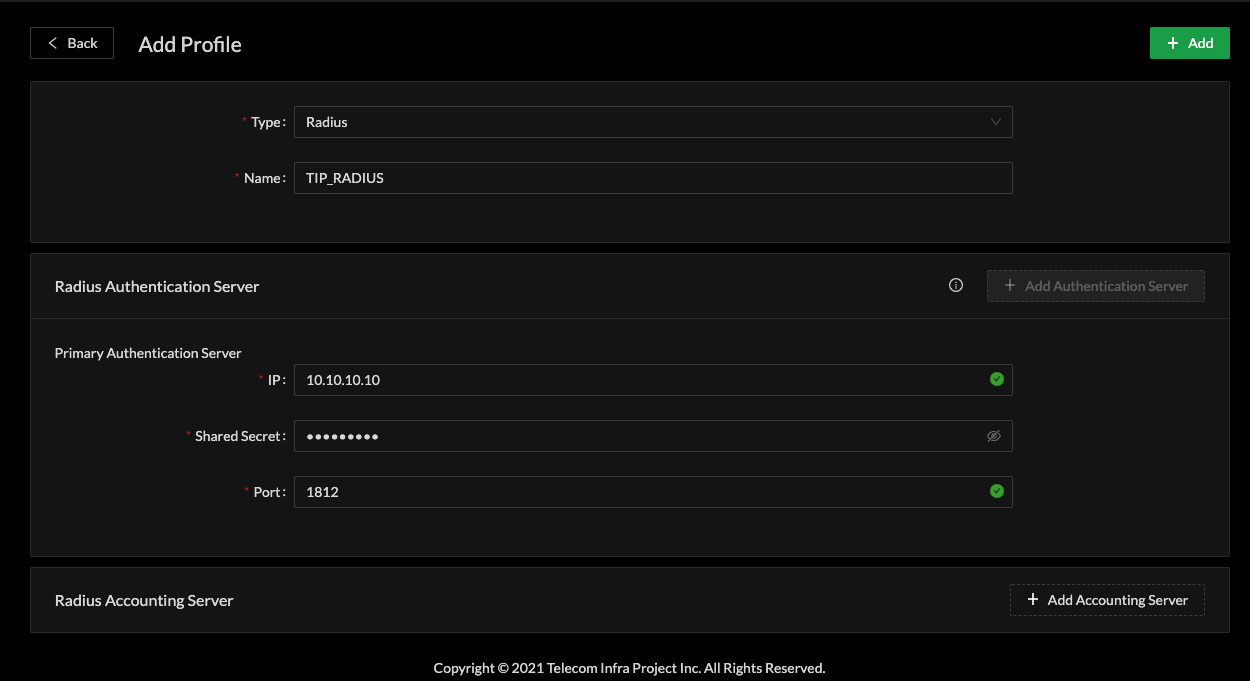 Back
Add Profile
+ Add
* Type: Radius
* Name: TIP_RADIUS
Radius Authentication Server
+ Add Authentication Server
Primary Authentication Server
* IP: 10.10.10.10
* Shared Secret: •••••••••
* Port: 1812
Radius Accounting Server
+ Add Accounting Server
Copyright © 2021 Telecom Infra Project Inc. All Rights Reserved.